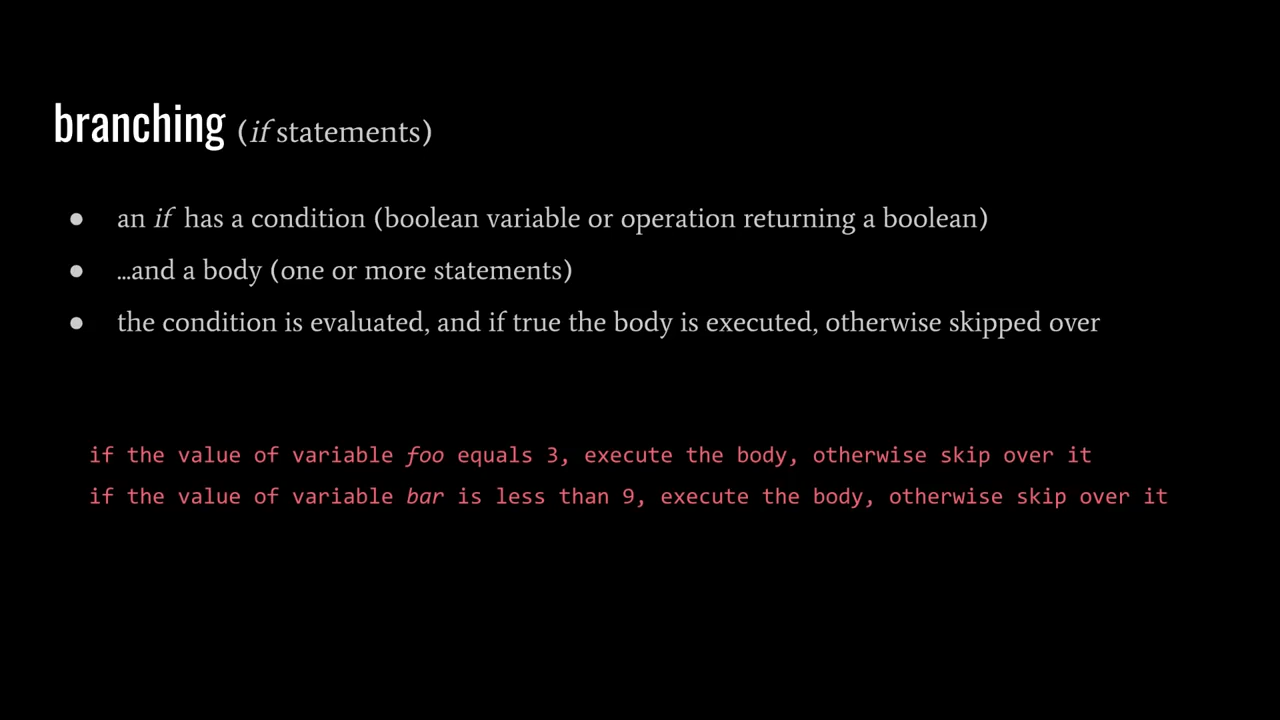 branching (if statements)
● an if has a condition (boolean variable or operation returning a boolean)
● …and a body (one or more statements)
● the condition is evaluated, and if true the body is executed, otherwise skipped over
if the value of variable foo equals 3, execute the body, otherwise skip over it
if the value of variable bar is less than 9, execute the body, otherwise skip over it